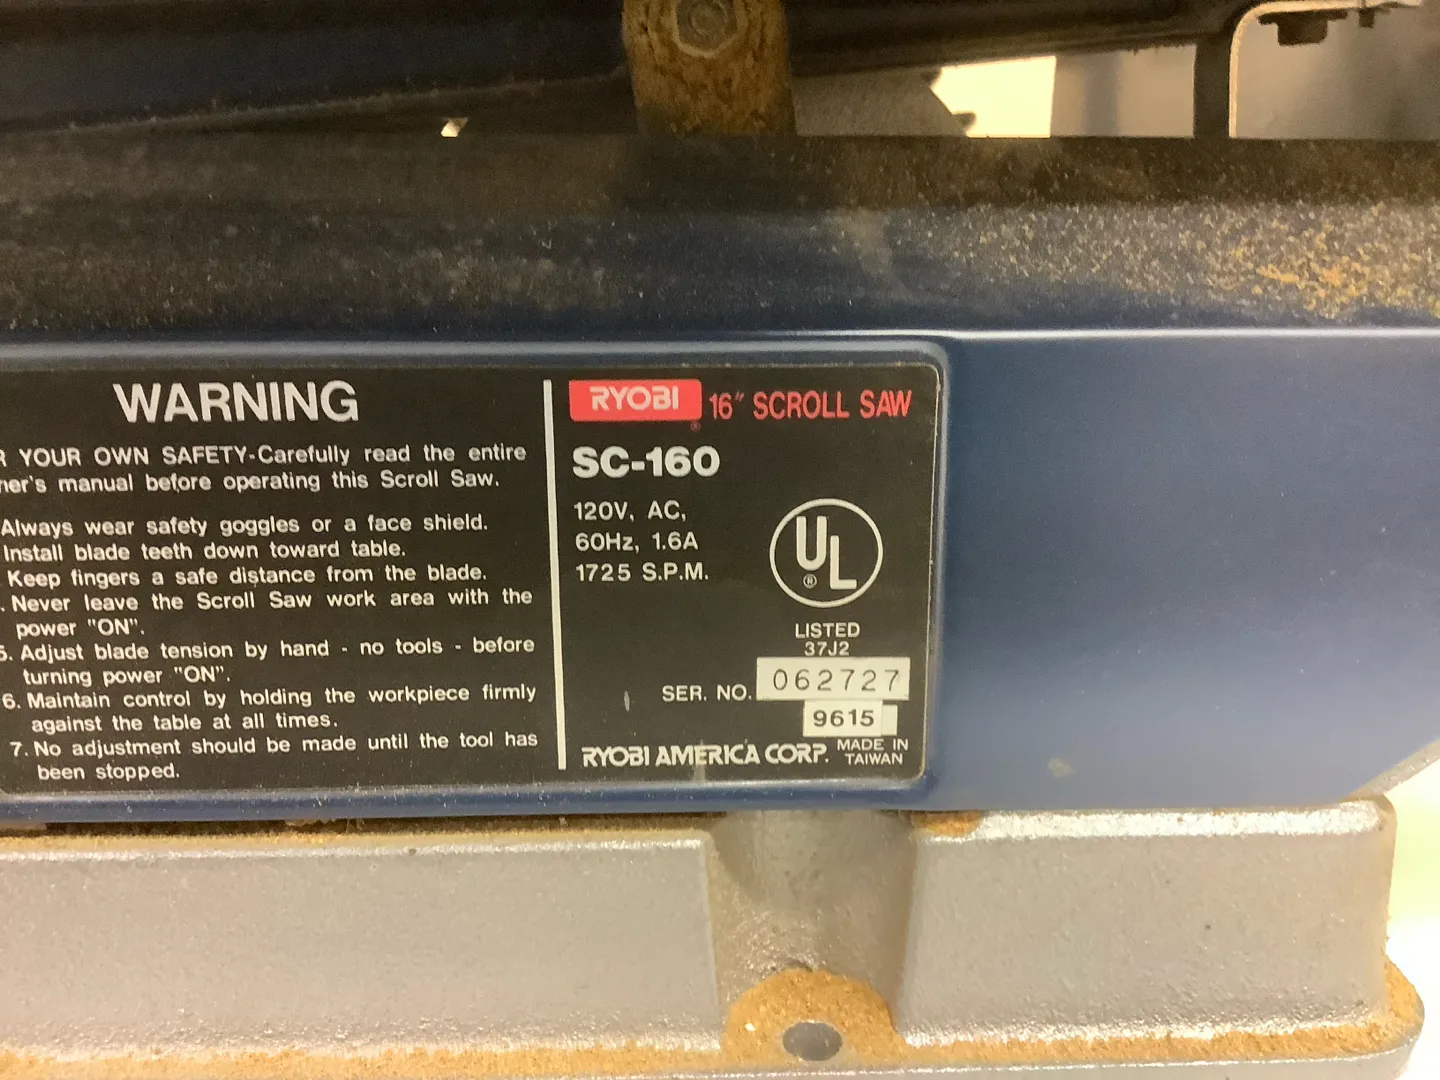 WARNING
YOUR OWN SAFETY-Carefully read the entire
manual before operating this Scroll Saw.
Always wear safety goggles or a face shield.
Install blade teeth down toward table.
Keep fingers a safe distance from the blade.
. Never leave the Scroll Saw work area with the
power "ON".
5. Adjust blade tension by hand - no tools - before
turning power "ON".
6. Maintain control by holding the workpiece firmly
against the table at all times.
7. No adjustment should be made until the tool has
been stopped.
RYOBI® 16" SCROLL SAW
SC-160
120V, AC,
60Hz, 1.6A
1725 S.P.M.
UL®
LISTED
37J2
SER. NO. 062727
9615
RYOBI AMERICA CORP. MADE IN
TAIWAN